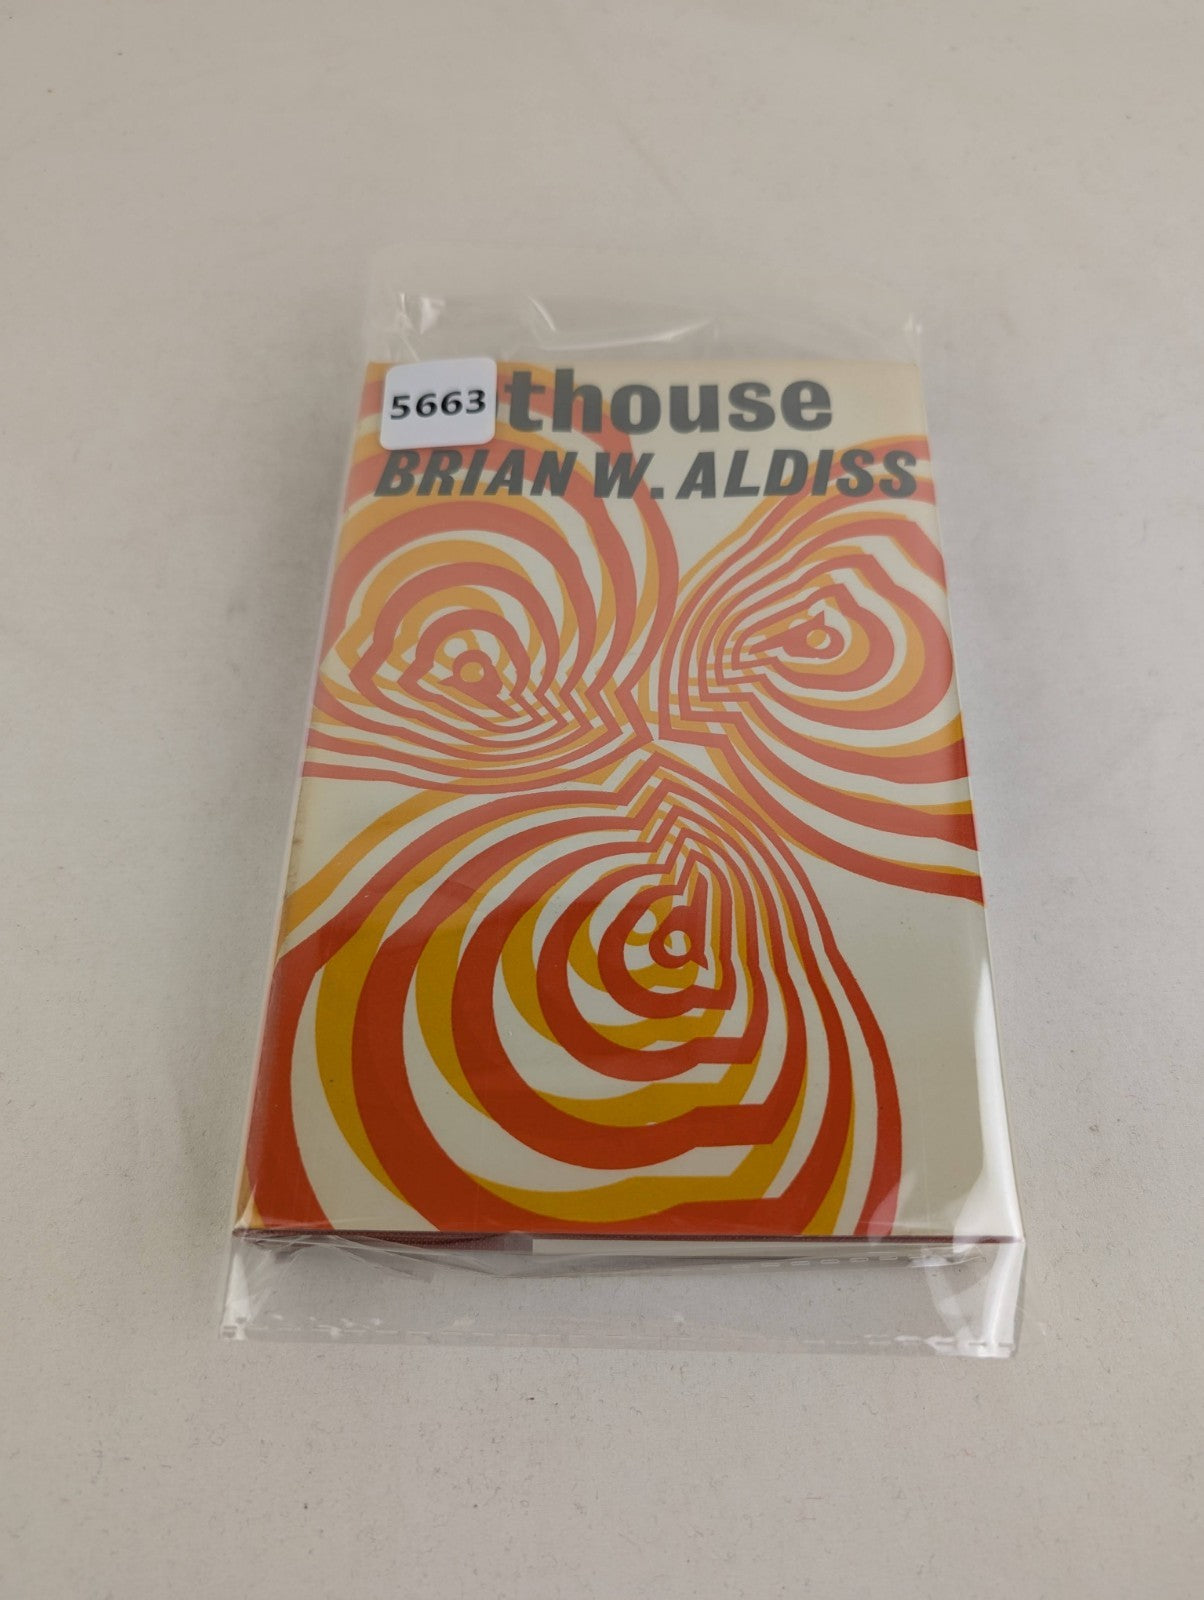 5663
thouse
BRIAN W. ALDISS